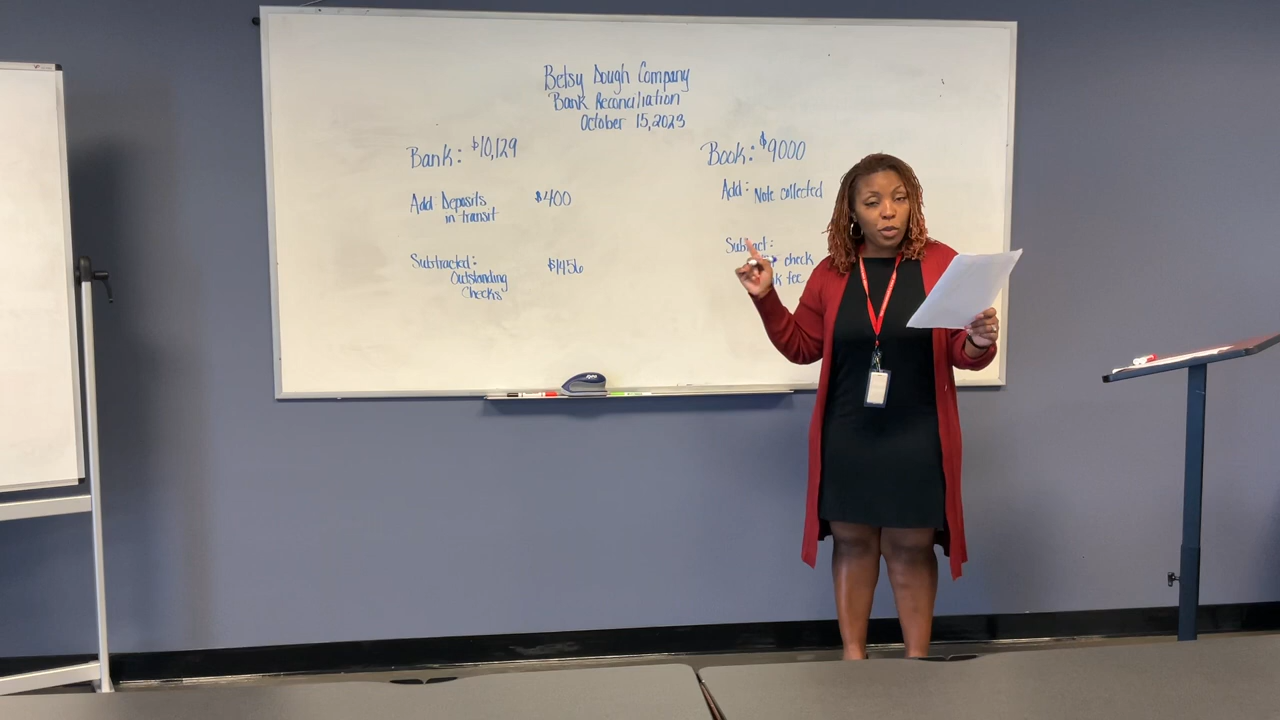 Betsy Dough Company
Bank Reconciliation
October 15, 2023
Bank: $10,129
Add Deposits
in transit
$400
Subtracted:
Outstanding
Checks
$1456
Book: $9000
Add: Note collected
Subtract:
check
fee